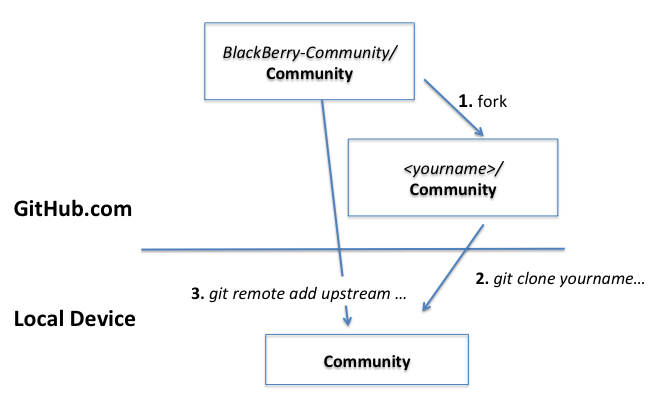 BlackBerry-Community/
Community
1. fork
<yourname>/
Community
GitHub.com
2. git clone yourname...
3. git remote add upstream ...
Local Device
Community